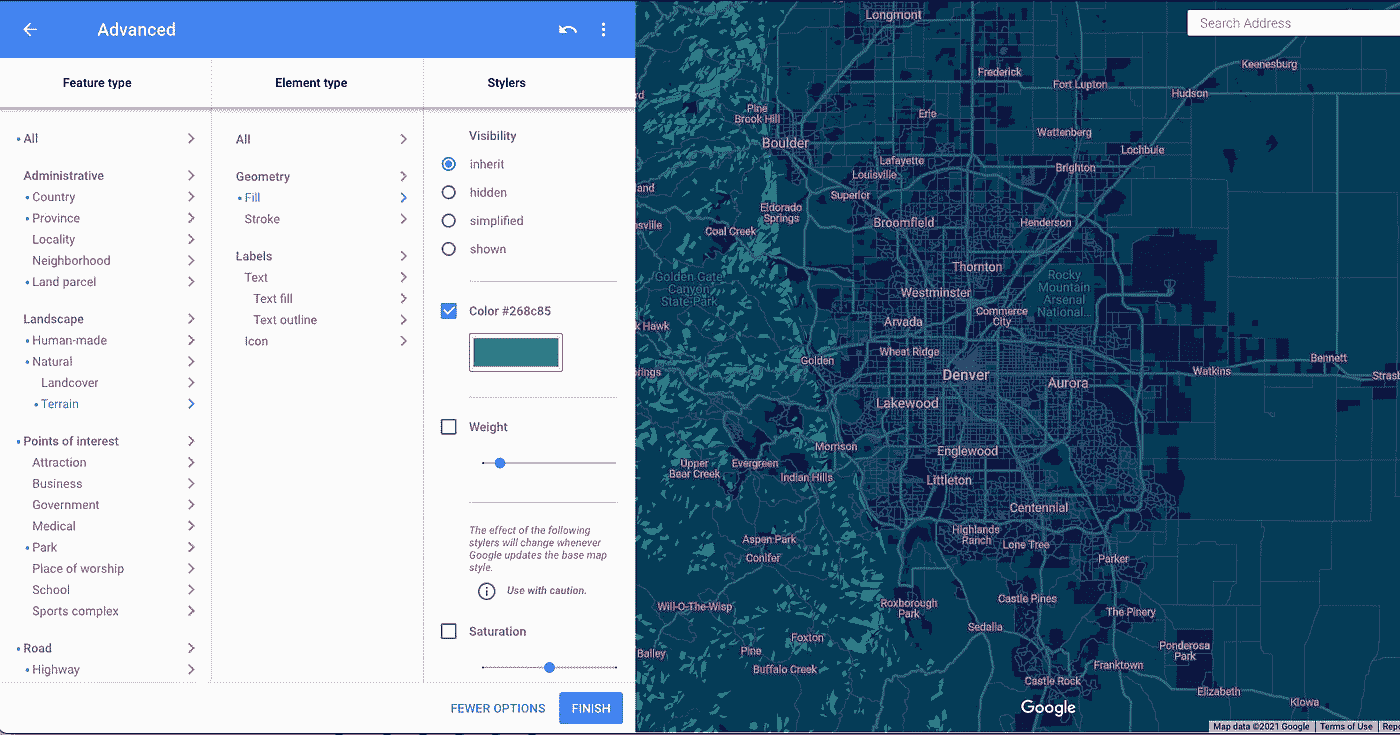 Advanced
Feature type
Element type
Stylers
All
Administrative
Country
Province
Locality
Neighborhood
Land parcel
Landscape
Human-made
Natural
Landcover
Terrain
Points of interest
Attraction
Business
Government
Medical
Park
Place of worship
School
Sports complex
Road
Highway
All
Geometry
Fill
Stroke
Labels
Text
Text fill
Text outline
Icon
Visibility
inherit
hidden
simplified
shown
Color #268c85
Weight
The effect of the following
stylers will change whenever
Google updates the base map
style.
Use with caution.
Saturation
FEWER OPTIONS
FINISH
Search Address
Longmont
Keenesburg
Frederick
Fort Lupton
Hudson
rd
Pine
Brook Hill
Erie
Wattenberg
Boulder
Lochbuie
Lafayette
Louisville
Brighton
and
Superior
Eldorado
Springs
sville
Coal Creek
Broomfield
Henderson
Thornton
Golden Gate
Canyon
State Park
Rocky
Mountain
Arsenal
National...
Westminster
Commerce
City
k Hawk
Arvada
Wheat Ridge
Golden
Bennett
rings
Denver
Watkins
Strasb
Aurora
Lakewood
Morrison
Englewood
Upper
Bear Creek
Evergreen
Indian Hills
Littleton
Centennial
Highlands
Ranch
Lone Tree
Aspen Park
Conifer
Parker
Will-O-The-Wisp
Roxborough
Park
Castle Pines
The Pinery
Sedalia
Foxton
Bailey
Pine
Buffalo Creek
Ponderosa
Park
Franktown
Castle Rock
Elizabeth
Kiowa
Google
Map data ©2021 Google
Terms of Use
Repo